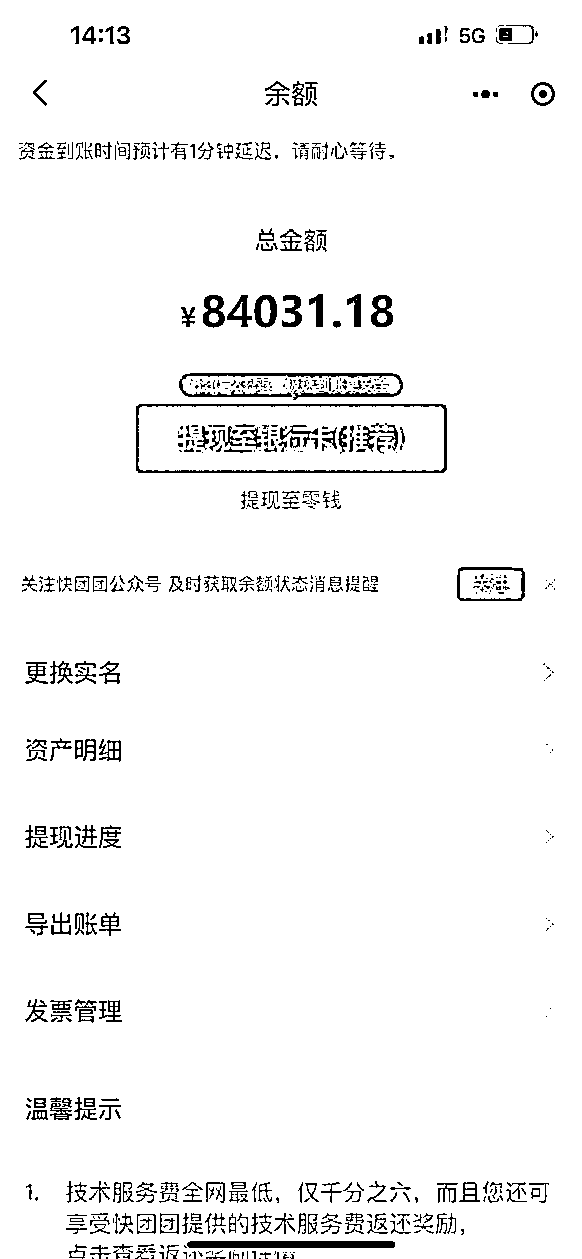 14:13
5G
余额
资金到账时间预计有1分钟延迟，请耐心等待。
总金额
¥84031.18
提现至银行卡(推荐)
提现至零钱
关注快团团公众号 及时获取余额状态消息提醒
关注
更换实名
资产明细
提现进度
导出账单
发票管理
温馨提示
1. 技术服务费全网最低，仅千分之六，而且您还可
享受快团团提供的技术服务费返还奖励，
点击查看返还奖励详情